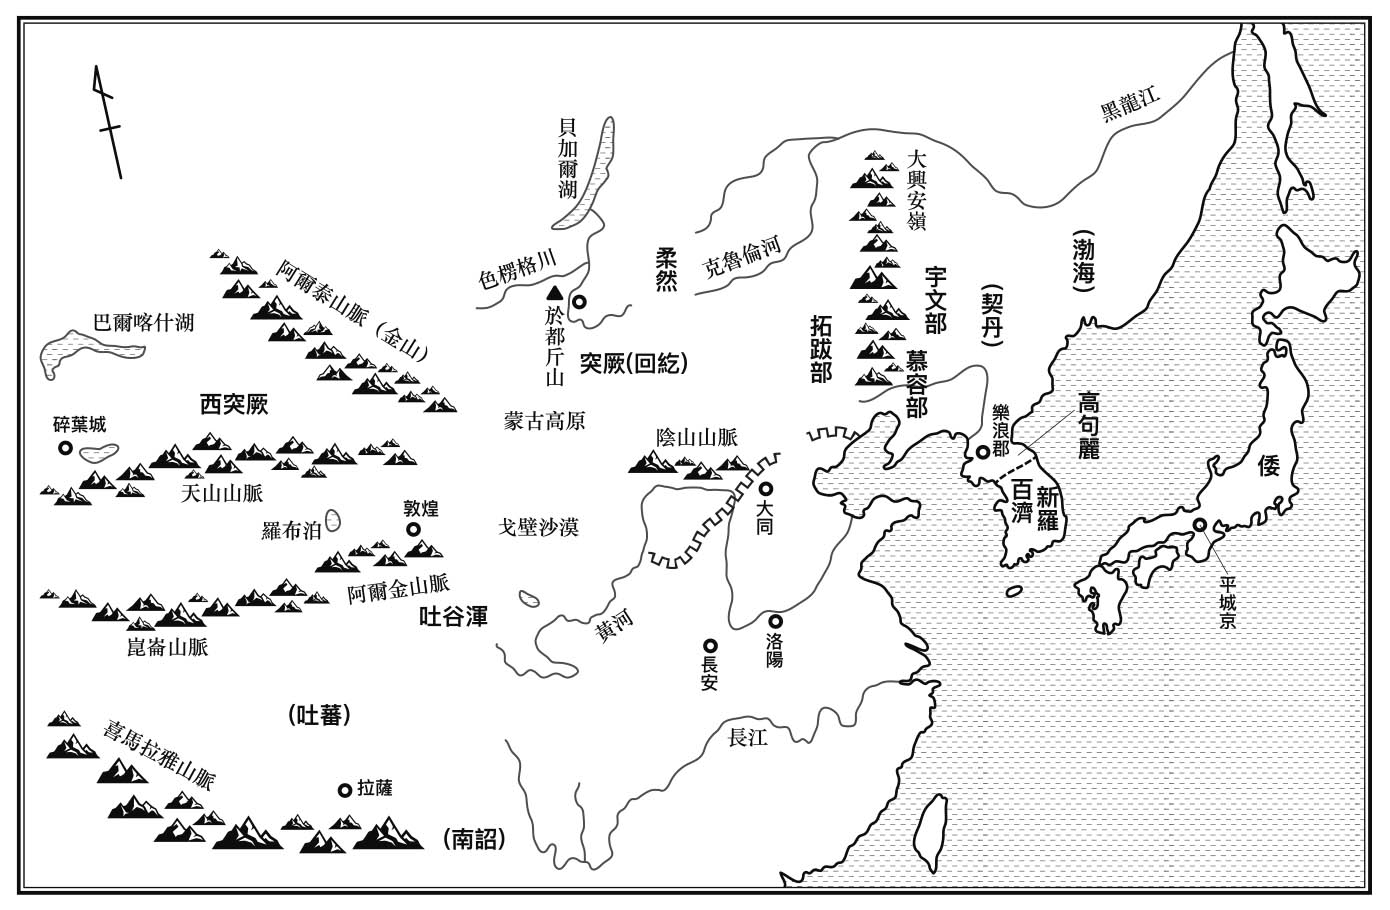 黑龍江
貝加爾湖
大興安嶺
色楞格川
克魯倫河
柔然
(渤海)
宇文部
(契丹)
阿爾泰山脈（金山）
巴爾喀什湖
於都斤山
拓跋部
突厥(回紇)
慕容部
西突厥
碎葉城
蒙古高原
陰山山脈
樂浪郡
高句麗
倭
天山山脈
敦煌
大同
百濟
新羅
羅布泊
戈壁沙漠
阿爾金山脈
吐谷渾
黃河
平城京
崑崙山脈
洛陽
長安
(吐蕃)
喜馬拉雅山脈
長江
拉薩
(南詔)